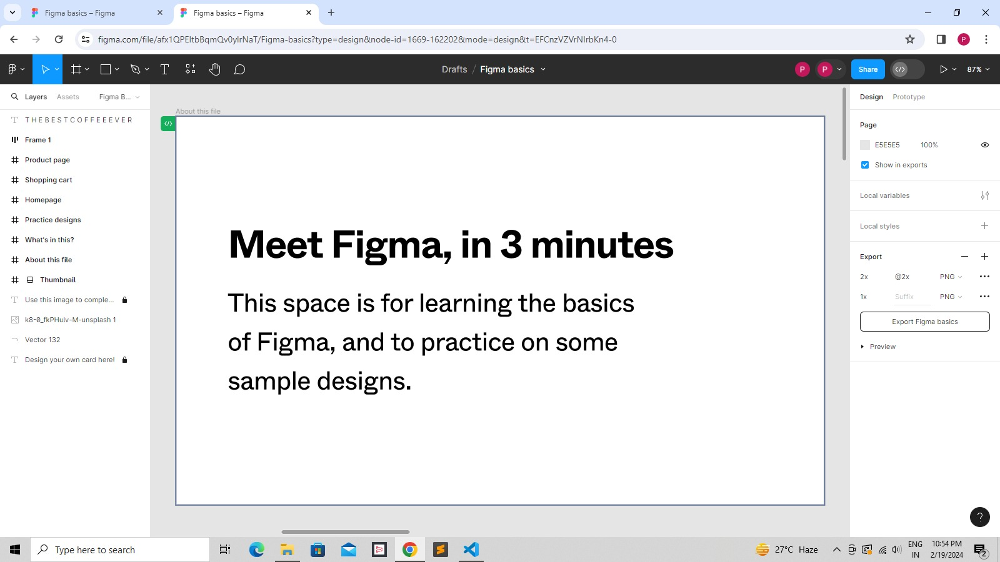 Figma basics – Figma
Figma basics – Figma
figma.com/file/afx1QPEItbBqmQv0ylrNaT/Figma-basics?type=design&node-id=1669-162202&mode=design&t=EFCnzVZVrNIrbKn4-0
P
Drafts / Figma basics
P
P
Share
87%
Layers
Assets
Figma B...
Design
Prototype
THEBESTCOFFEEEVER
Frame 1
Product page
Shopping cart
Homepage
Practice designs
What's in this?
About this file
Thumbnail
Use this image to comple...
k8-0_fkPHulv-M-unsplash 1
Vector 132
Design your own card here!
About this file
Meet Figma, in 3 minutes
This space is for learning the basics
of Figma, and to practice on some
sample designs.
Page
E5E5E5 100%
Show in exports
Local variables
Local styles
Export
2x @2x PNG
1x Suffix PNG
Export Figma basics
Preview
?
Type here to search
27°C Haze
ENG
IN
10:54 PM
2/19/2024
2